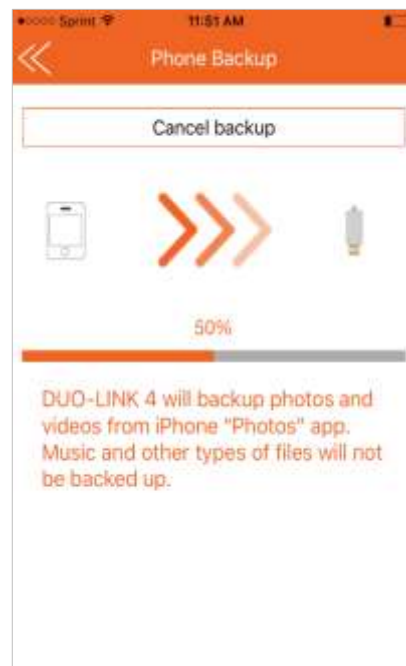 Sprint 11:51 AM
Phone Backup
Cancel backup
50%
DUO-LINK 4 will backup photos and
videos from iPhone "Photos" app.
Music and other types of files will not
be backed up.